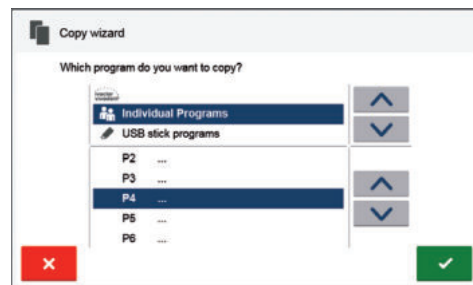 Copy wizard
Which program do you want to copy?
Individual Programs
USB stick programs
P2 ...
P3 ...
P4 ...
P5 ...
P6 ...